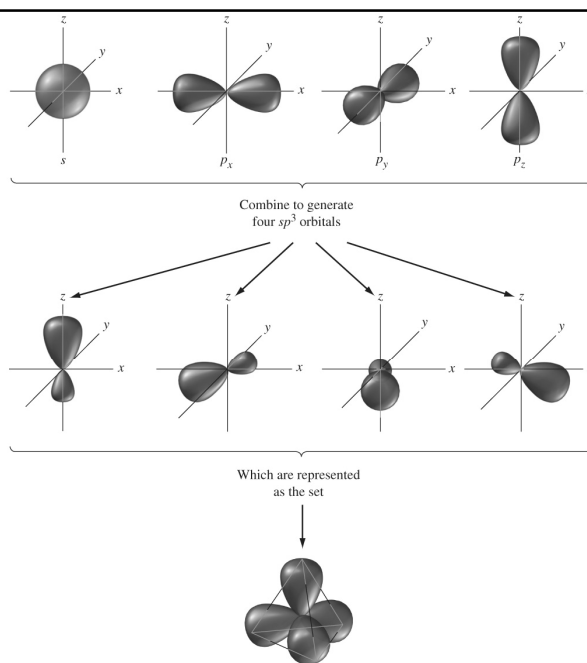 z z z z
y y y
x x x x
s p_x p_y p_z
Combine to generate
four sp³ orbitals
z z z z
y y y y
x x x x
Which are represented
as the set